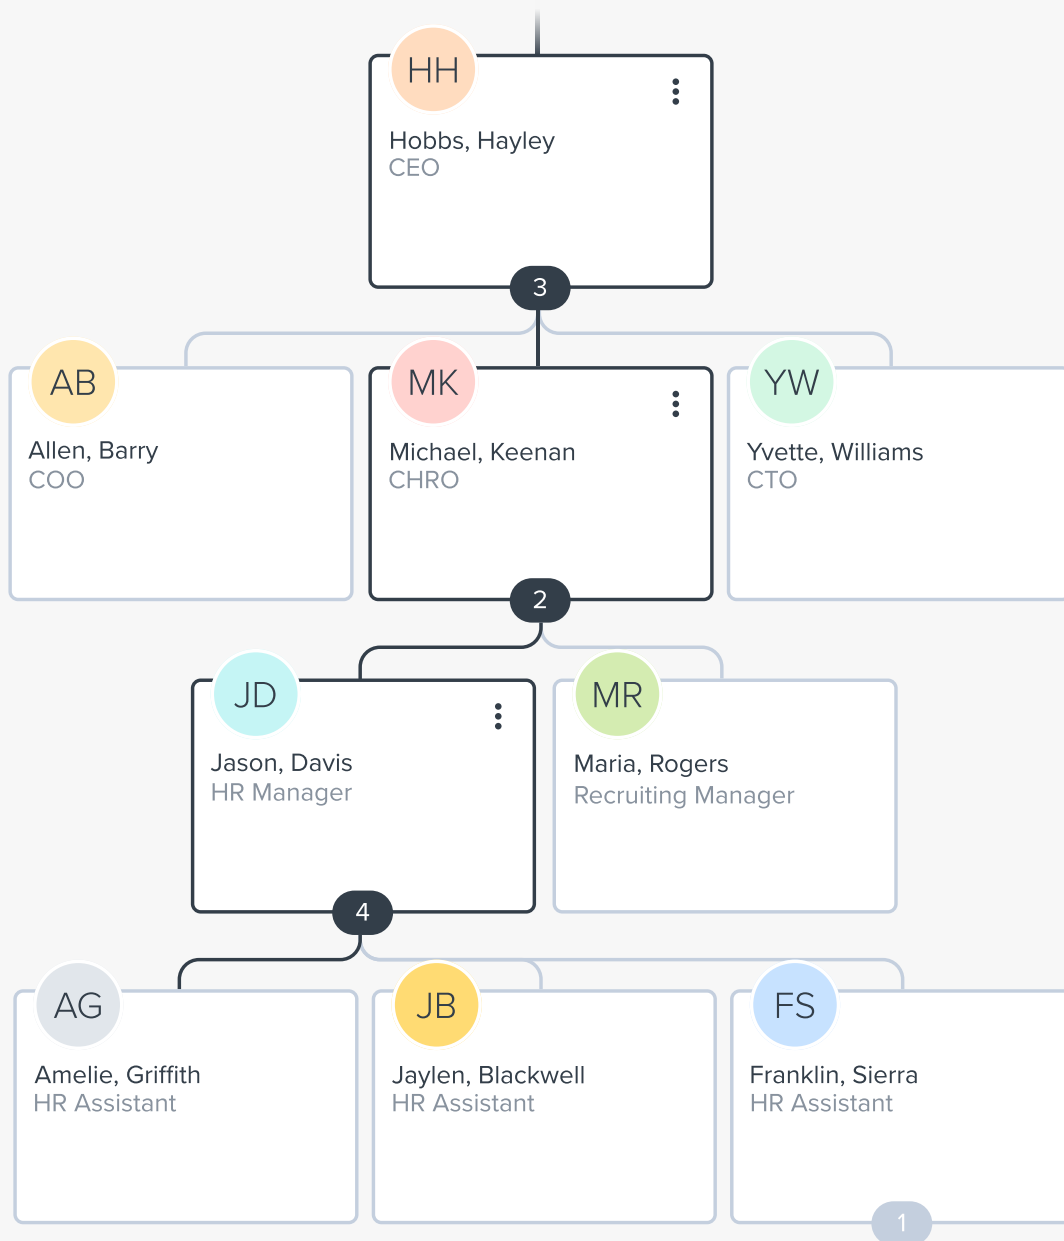 HH
Hobbs, Hayley
CEO
3
AB
Allen, Barry
COO
MK
Michael, Keenan
CHRO
2
YW
Yvette, Williams
CTO
JD
Jason, Davis
HR Manager
4
MR
Maria, Rogers
Recruiting Manager
AG
Amelie, Griffith
HR Assistant
JB
Jaylen, Blackwell
HR Assistant
FS
Franklin, Sierra
HR Assistant
1